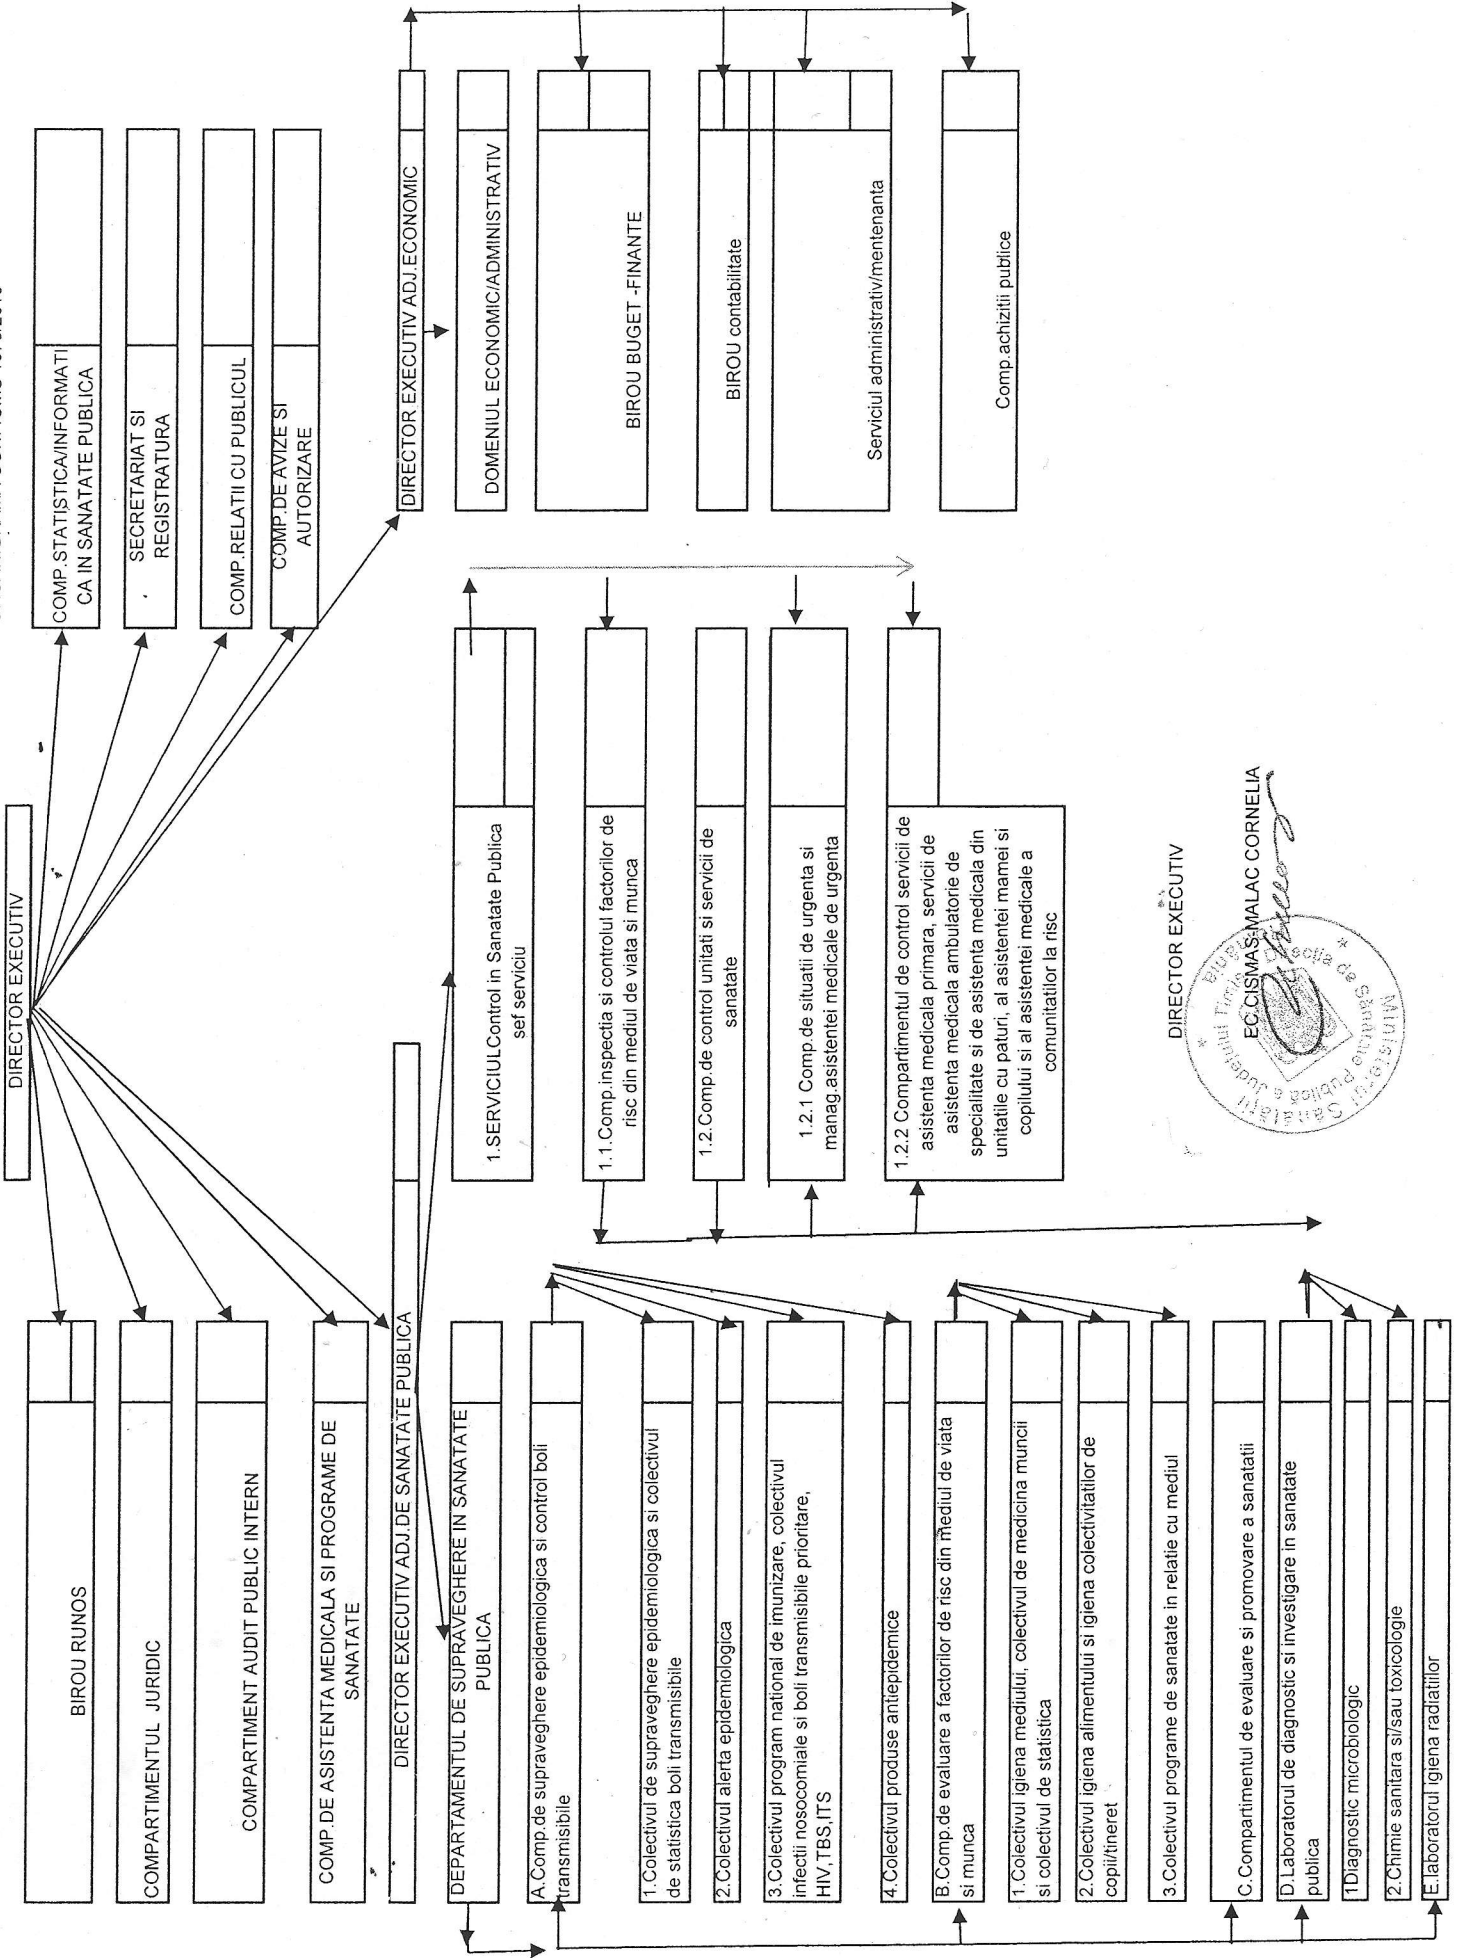 DIRECTOR EXECUTIV
BIROU RUNOS
COMPARTIMENTUL JURIDIC
COMPARTIMENT AUDIT PUBLIC INTERN
COMP.DE ASISTENTA MEDICALA SI PROGRAME DE
SANATATE
COMP.STATISTICA/INFORMATI
CA IN SANATATE PUBLICA
SECRETARIAT SI
REGISTRATURA
COMP.RELATII CU PUBLICUL
COMP.DE AVIZE SI
AUTORIZARE
DIRECTOR EXECUTIV ADJ.DE SANATATE PUBLICA
DEPARTAMENTUL DE SUPRAVEGHERE IN SANATATE
PUBLICA
A.Comp.de supraveghere epidemiologica si control boli
transmisibile
1.Colectivul de supraveghere epidemiologica si colectivul
de statistica boli transmisibile
2.Colectivul alerta epidemiologica
3.Colectivul program national de imunizare, colectivul
infectii nosocomiale si boli transmisibile prioritare,
HIV,TBS,ITS
4.Colectivul produse antiepidemice
B.Comp.de evaluare a factorilor de risc din mediul de viata
si munca
1.Colectivul igiena mediului, colectivul de medicina muncii
si colectivul de statistica
2.Colectivul igiena alimentului si igiena colectivitatilor de
copii/tineret
3.Colectivul programe de sanatate in relatie cu mediul
C.Compartimentul de evaluare si promovare a sanatatii
D.Laboratorul de diagnostic si investigare in sanatate
publica
1Diagnostic microbiologic
2.Chimie sanitara si/sau toxicologie
E.laboratorul igiena radiatiilor
1.SERVICIULControl in Sanatate Publica
sef serviciu
1.1.Comp.inspectia si controlul factorilor de
risc din mediul de viata si munca
1.2.Comp.de control unitati si servicii de
sanatate
1.2.1 Comp.de situatii de urgenta si
manag.asistentei medicale de urgenta
1.2.2 Compartimentul de control servicii de
asistenta medicala primara, servicii de
asistenta medicala ambulatorie de
specialitate si de asistenta medicala din
unitatile cu paturi, al asistentei mamei si
copilului si al asistentei medicale a
comunitatilor la risc
DIRECTOR EXECUTIV ADJ.ECONOMIC
DOMENIUL ECONOMIC/ADMINISTRATIV
BIROU BUGET -FINANTE
BIROU contabilitate
Serviciul administrativ/mentenanta
Comp.achizitii publice
DIRECTOR EXECUTIV
EC.CISMAS-MALAC CORNELIA
Ministerul Sănătății
Direcția de Sănătate Publică a Județului Timiș